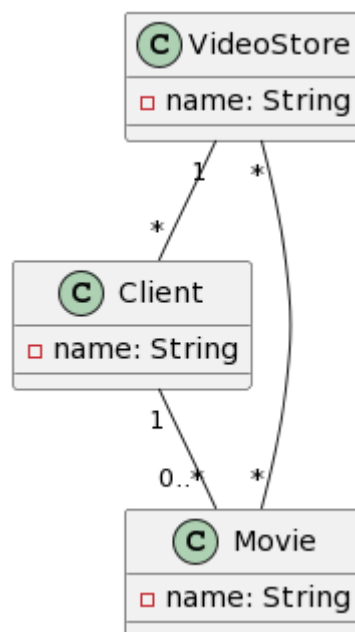 C VideoStore
name: String
1
*
*
C Client
name: String
1
0..*
*
C Movie
name: String